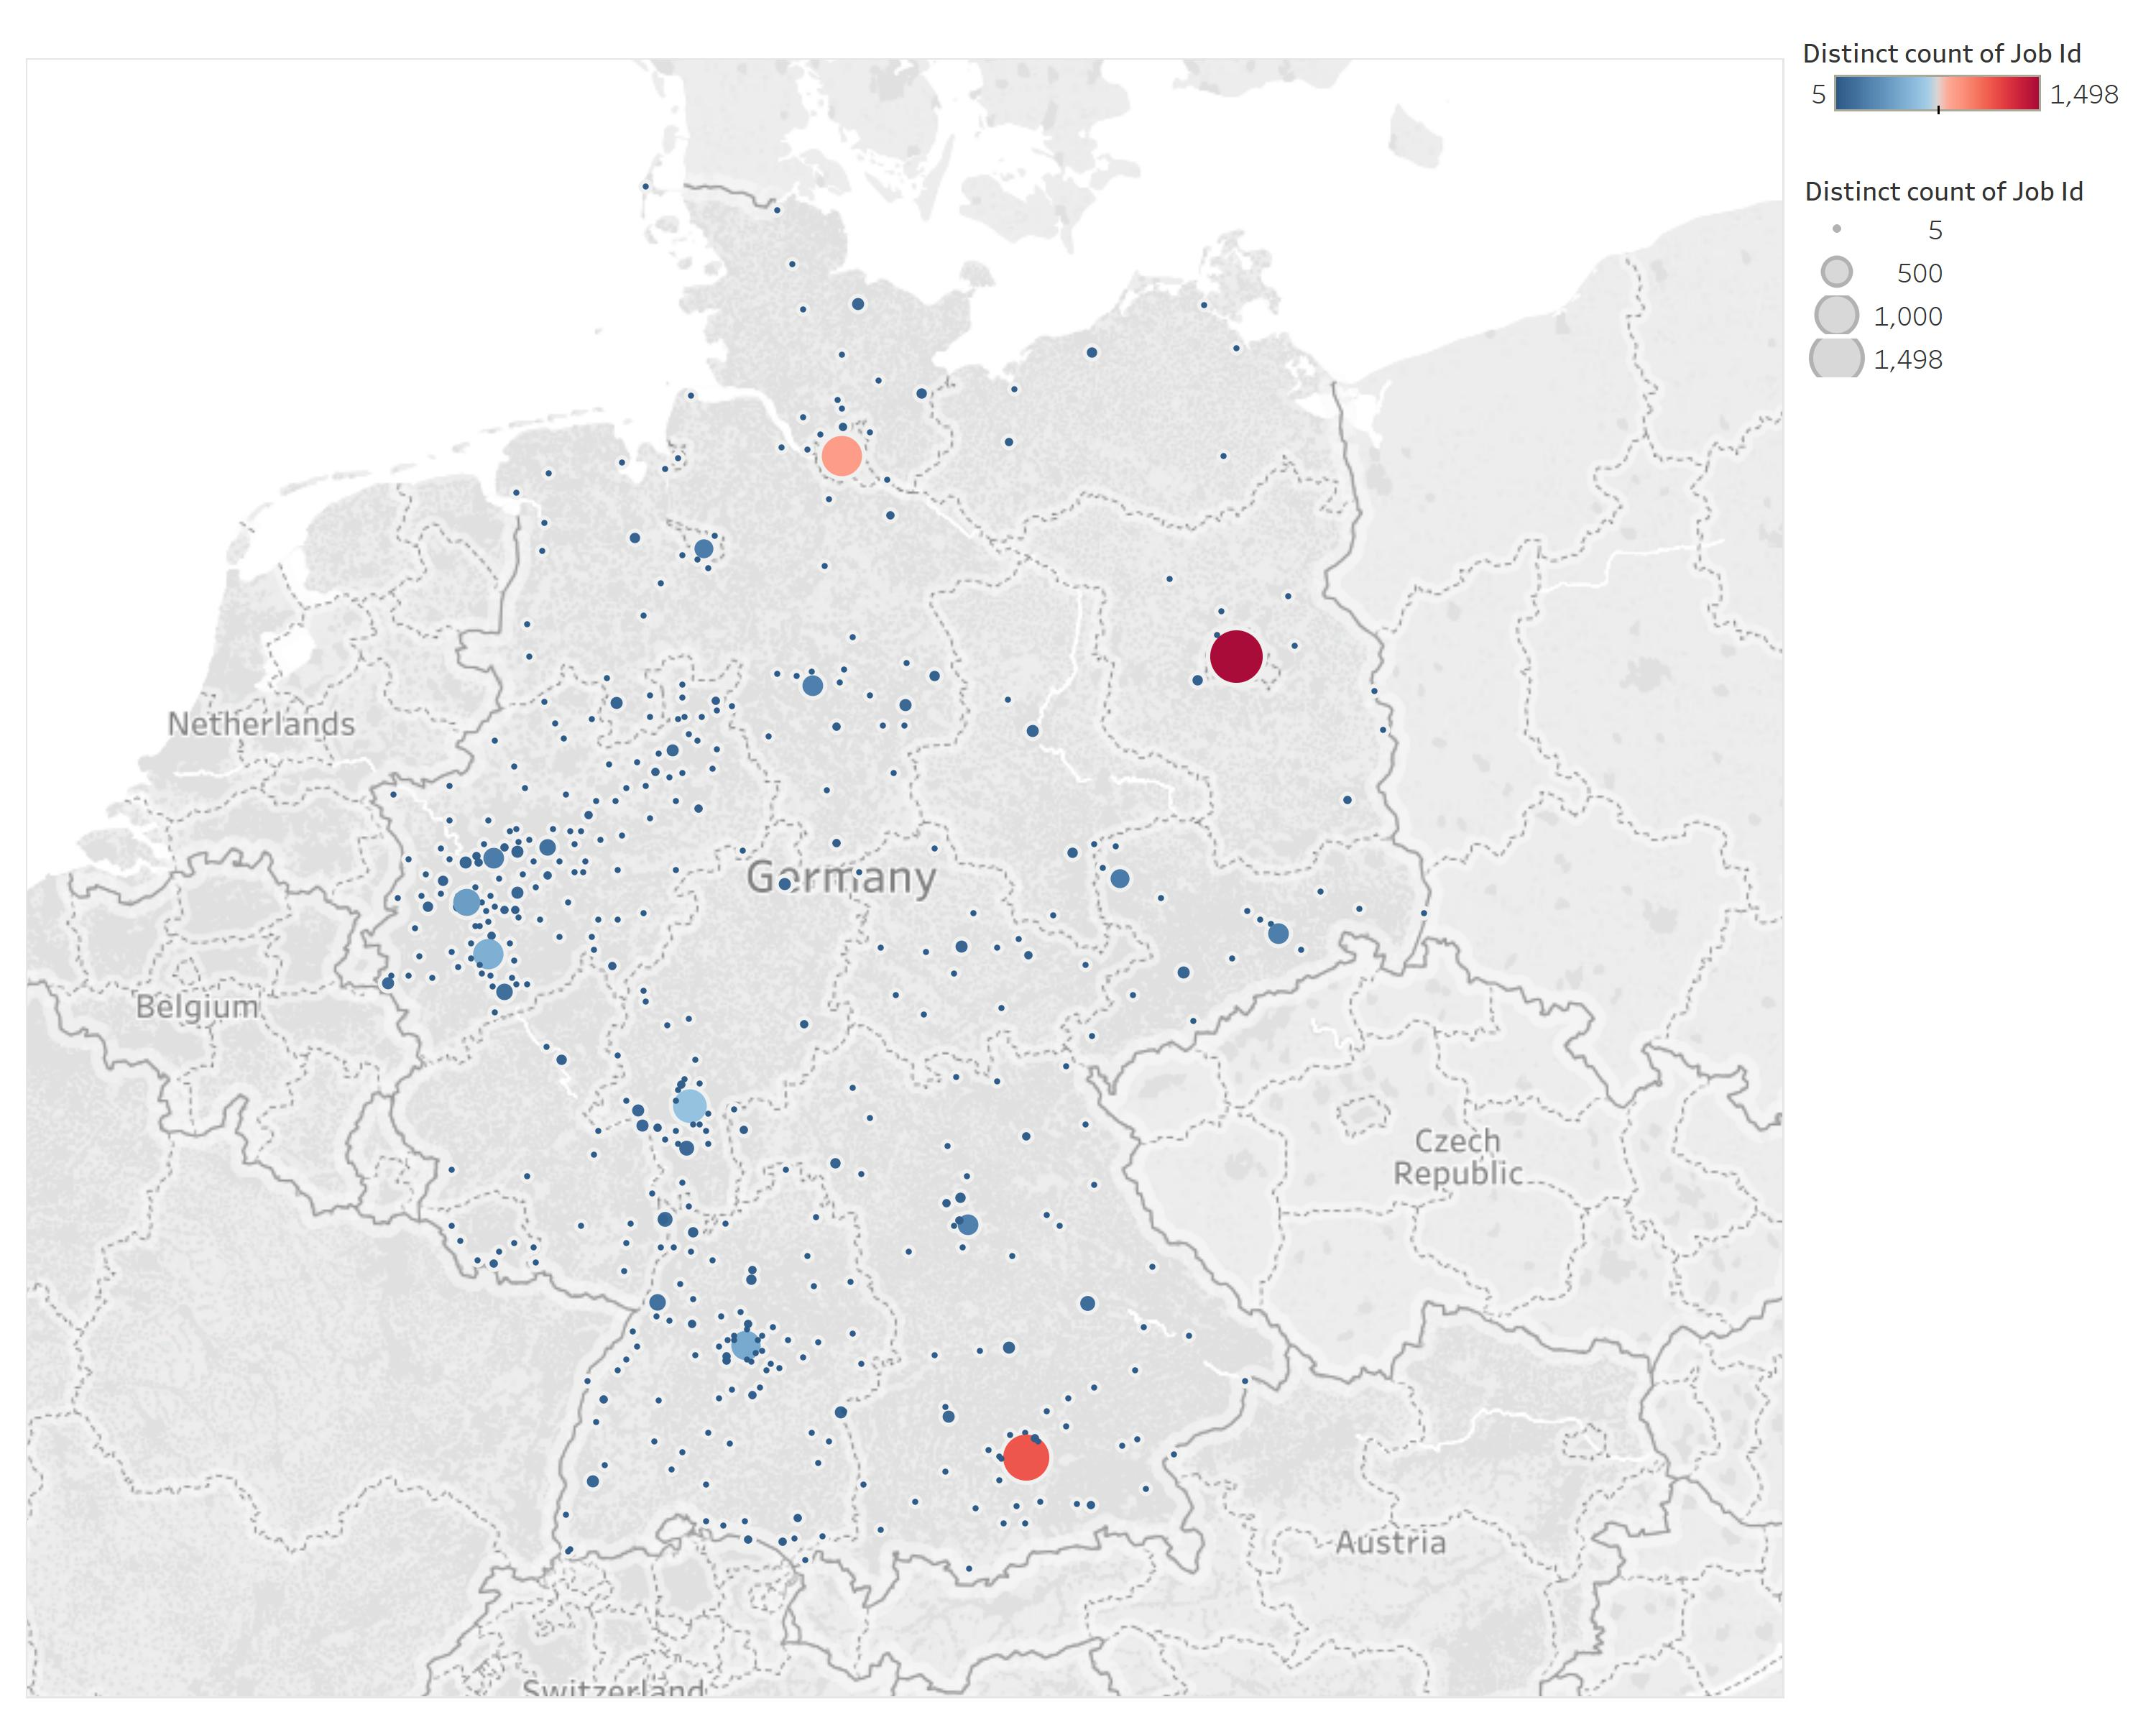 Distinct count of Job Id
5 1,498
Distinct count of Job Id
5
500
1,000
1,498
Netherlands
Germany
Belgium
Czech
Republic
Austria
Switzerland